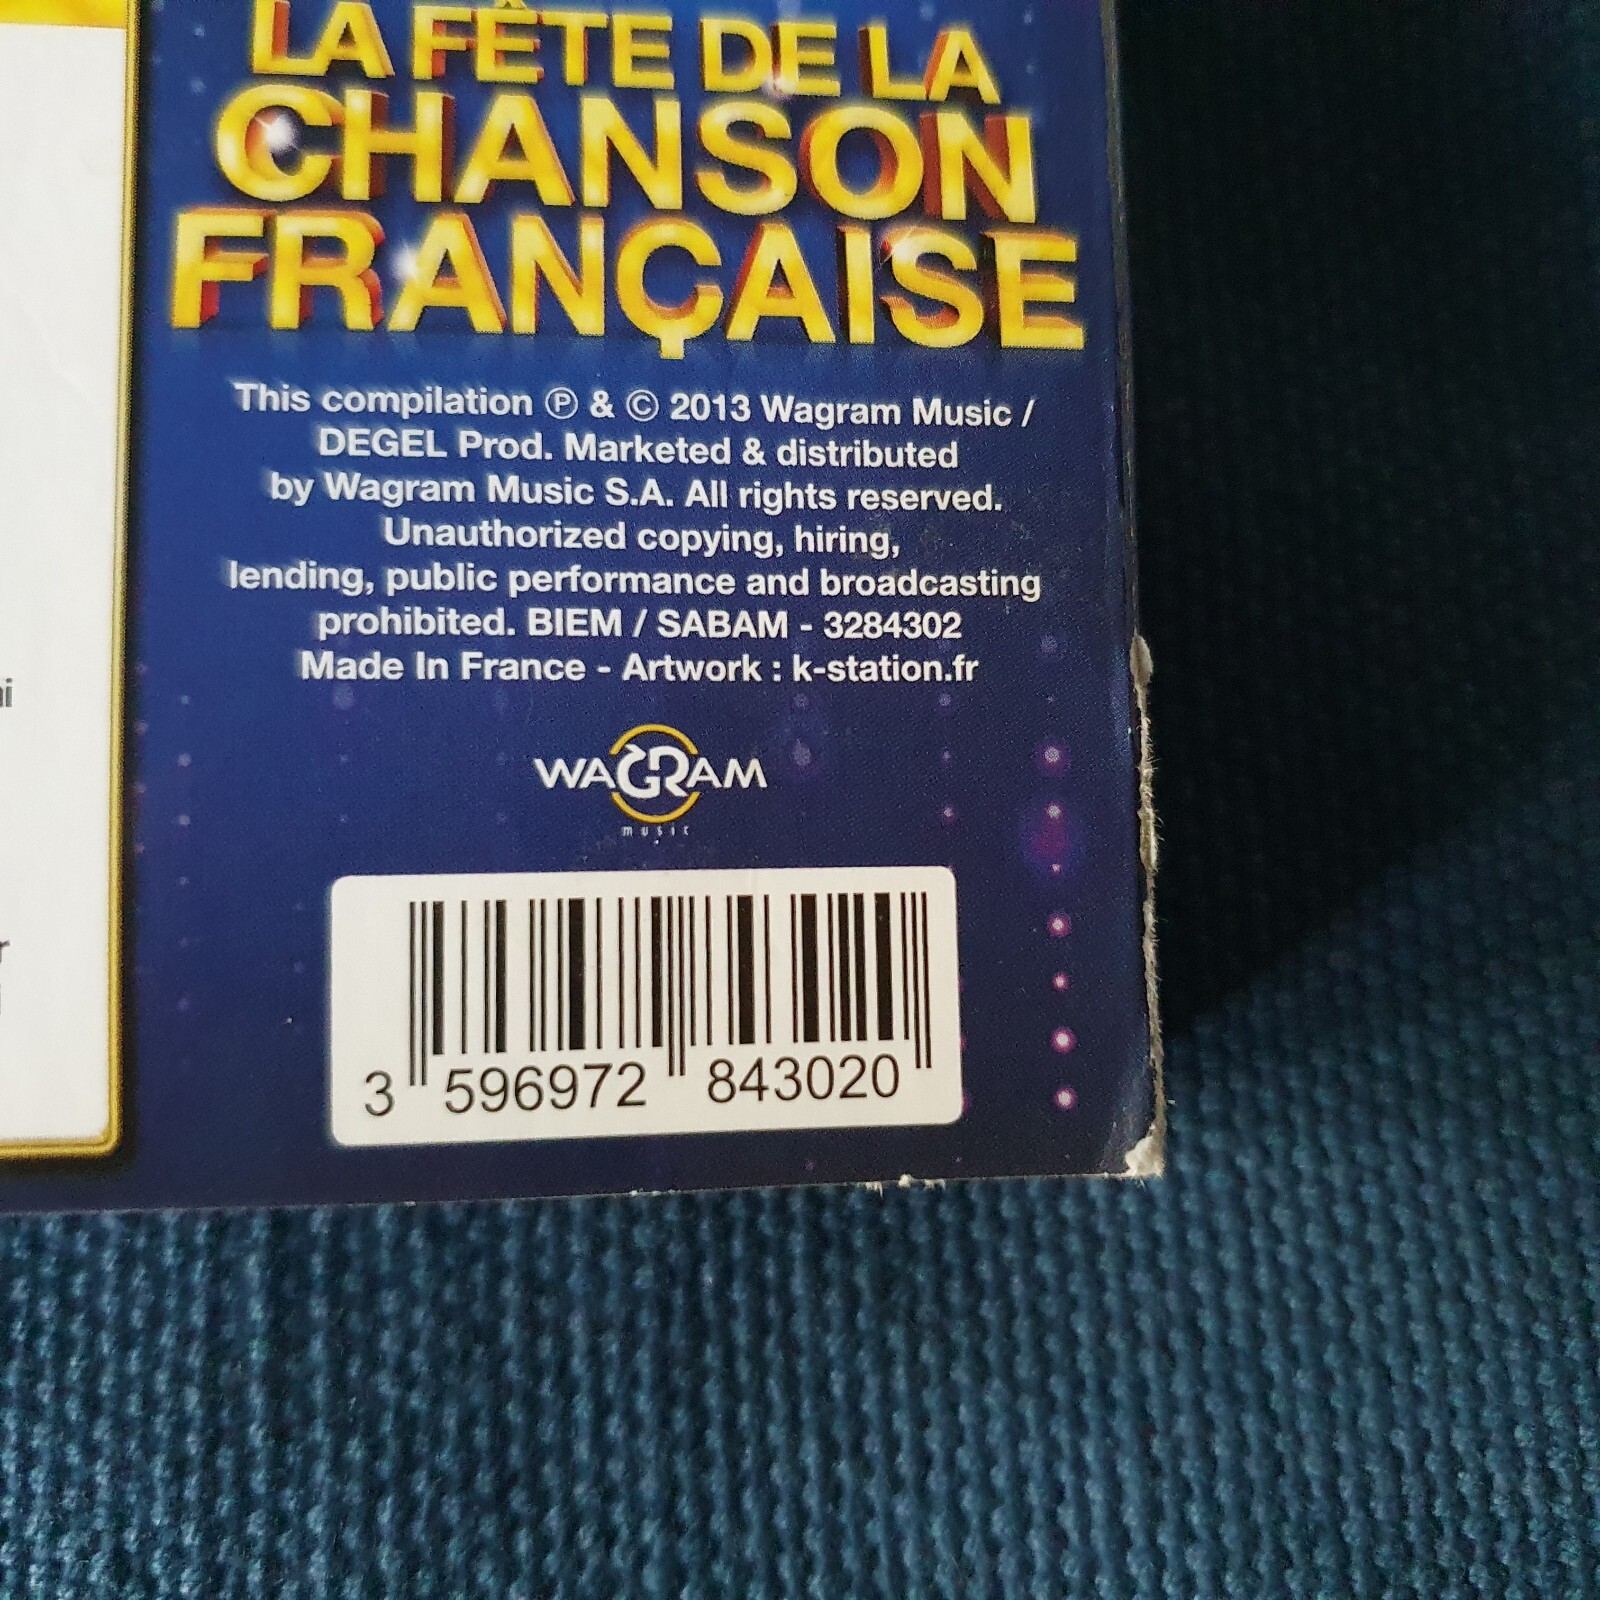 LA FÊTE DE LA
CHANSON
FRANÇAISE
This compilation ℗ & © 2013 Wagram Music /
DEGEL Prod. Marketed & distributed
by Wagram Music S.A. All rights reserved.
Unauthorized copying, hiring,
lending, public performance and broadcasting
prohibited. BIEM / SABAM - 3284302
Made In France - Artwork : k-station.fr
WAGRAM
music
3 596972 843020